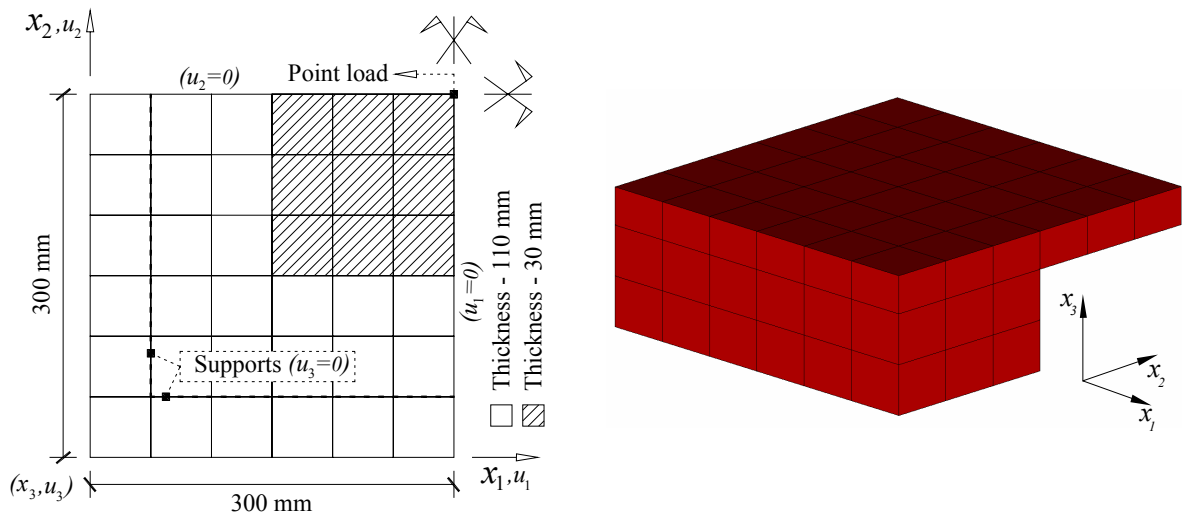 x2,u2
(u2=0)
Point load
300 mm
Supports (u3=0)
(u1=0)
Thickness - 110 mm
Thickness - 30 mm
(x3,u3)
x1,u1
300 mm
x3
x2
x1